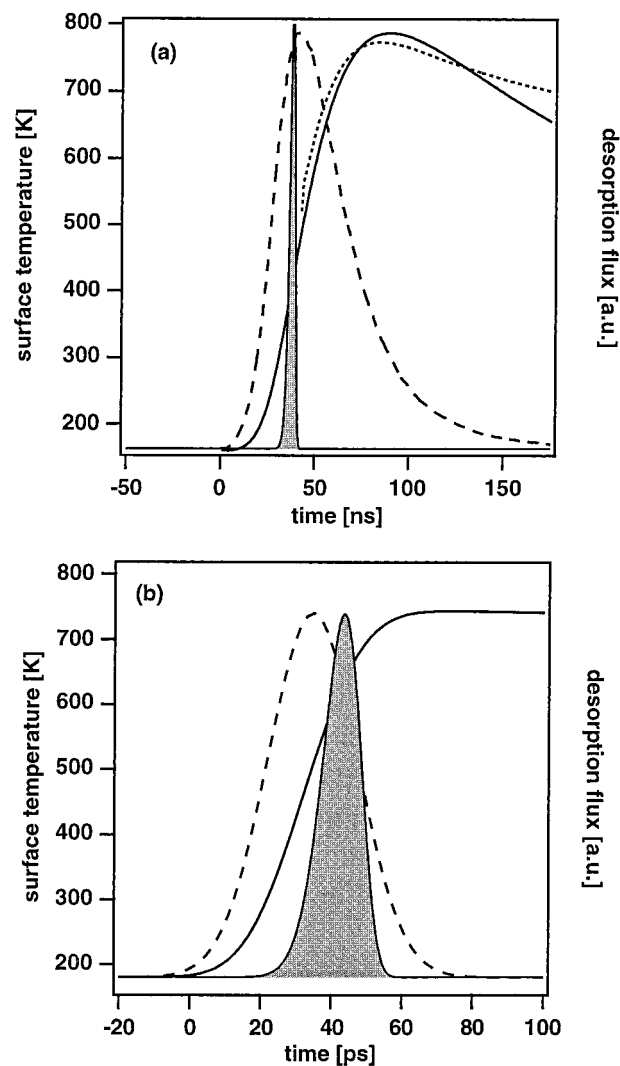 (a)
800
700
600
500
400
300
200
surface temperature [K]
desorption flux [a.u.]
-50 0 50 100 150
time [ns]
(b)
800
700
600
500
400
300
200
surface temperature [K]
desorption flux [a.u.]
-20 0 20 40 60 80 100
time [ps]